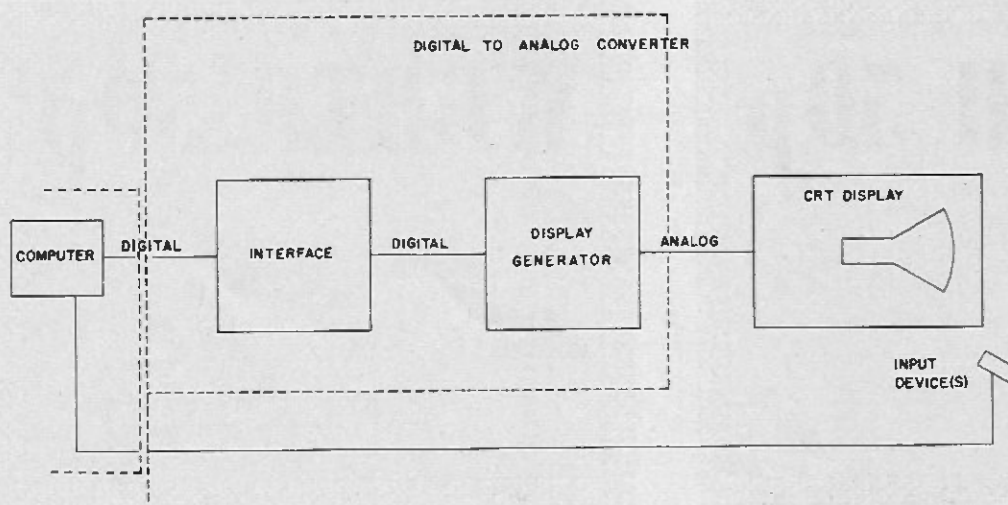 DIGITAL TO ANALOG CONVERTER
CRT DISPLAY
COMPUTER
DIGITAL
INTERFACE
DIGITAL
DISPLAY
GENERATOR
ANALOG
INPUT
DEVICE(S)